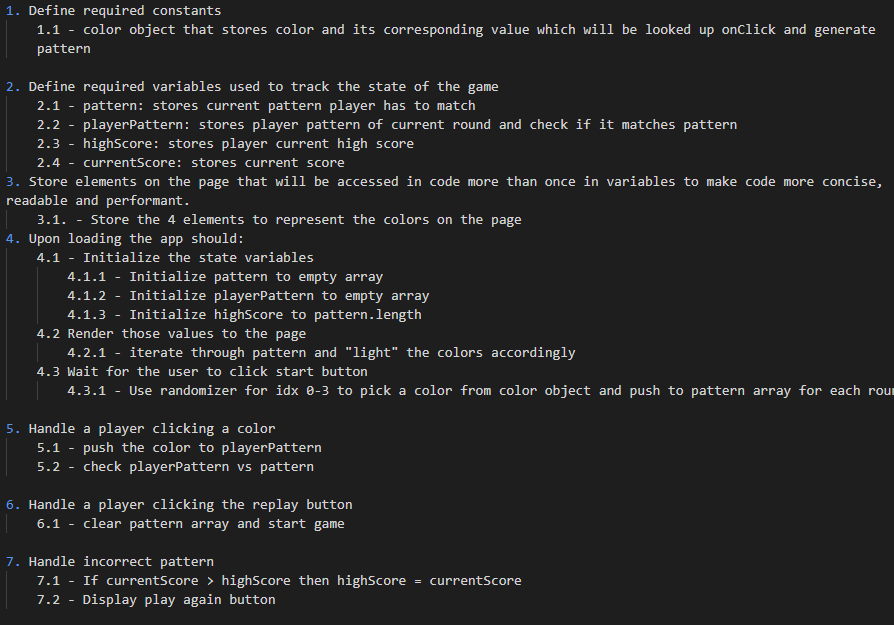 1. Define required constants
1.1 - color object that stores color and its corresponding value which will be looked up onClick and generate
pattern
2. Define required variables used to track the state of the game
2.1 - pattern: stores current pattern player has to match
2.2 - playerPattern: stores player pattern of current round and check if it matches pattern
2.3 - highScore: stores player current high score
2.4 - currentScore: stores current score
3. Store elements on the page that will be accessed in code more than once in variables to make code more concise,
readable and performant.
3.1. - Store the 4 elements to represent the colors on the page
4. Upon loading the app should:
4.1 - Initialize the state variables
4.1.1 - Initialize pattern to empty array
4.1.2 - Initialize playerPattern to empty array
4.1.3 - Initialize highScore to pattern.length
4.2 Render those values to the page
4.2.1 - iterate through pattern and "light" the colors accordingly
4.3 Wait for the user to click start button
4.3.1 - Use randomizer for idx 0-3 to pick a color from color object and push to pattern array for each
5. Handle a player clicking a color
5.1 - push the color to playerPattern
5.2 - check playerPattern vs pattern
6. Handle a player clicking the replay button
6.1 - clear pattern array and start game
7. Handle incorrect pattern
7.1 - If currentScore > highScore then highScore = currentScore
7.2 - Display play again button